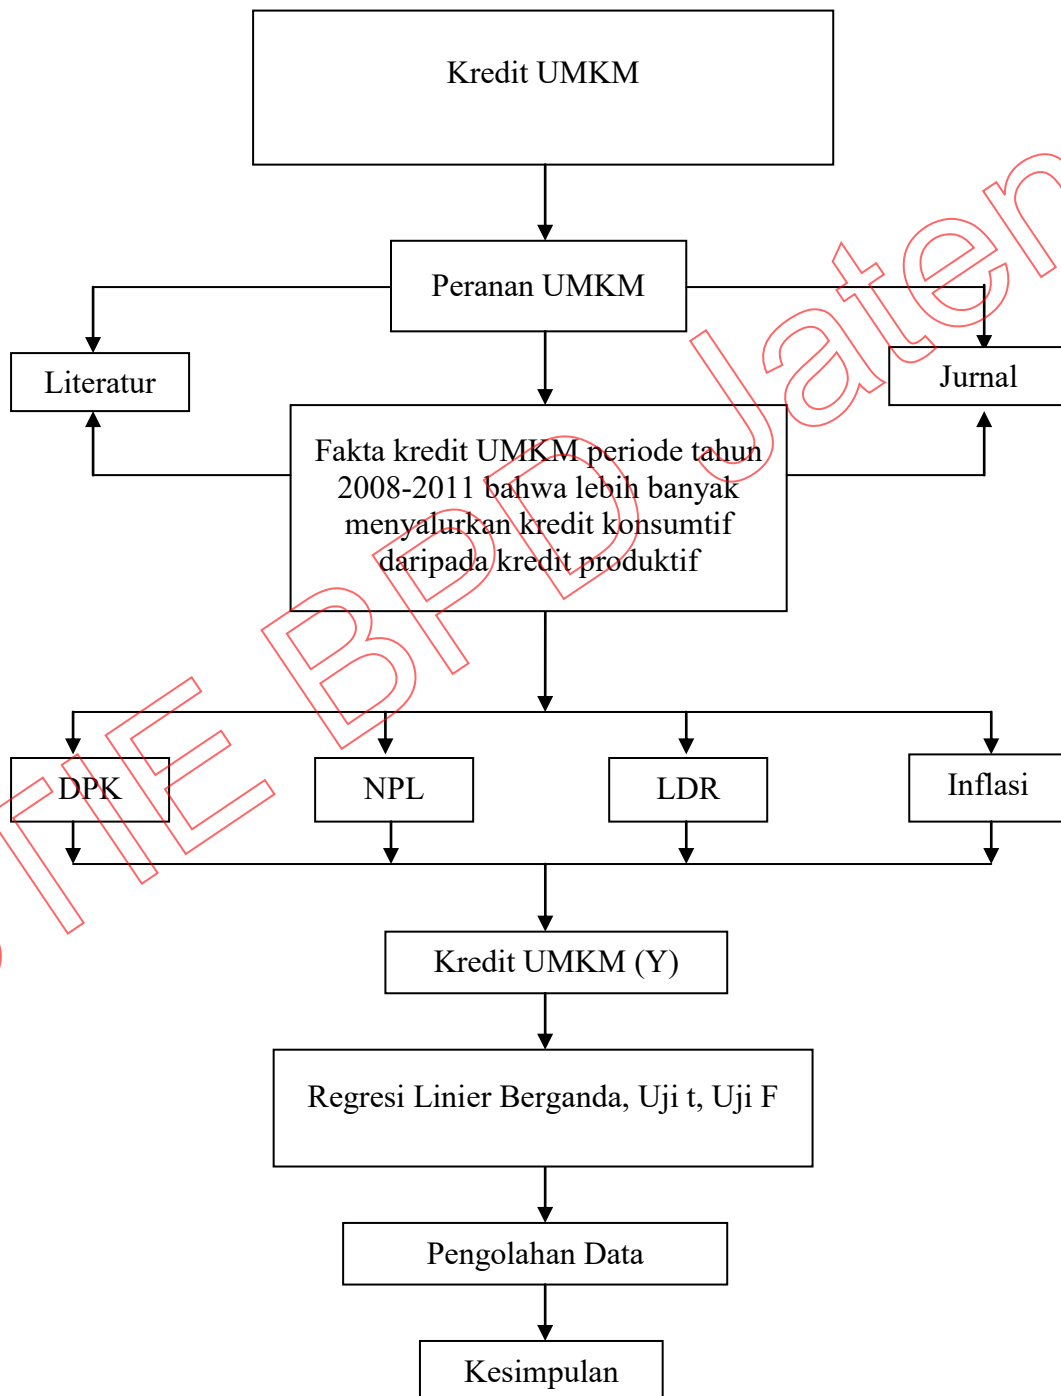 Kredit UMKM
Peranan UMKM
Literatur
Jurnal
Fakta kredit UMKM periode tahun
2008-2011 bahwa lebih banyak
menyalurkan kredit konsumtif
daripada kredit produktif
DPK
NPL
LDR
Inflasi
Kredit UMKM (Y)
Regresi Linier Berganda, Uji t, Uji F
Pengolahan Data
Kesimpulan
TIE BPD Jaten